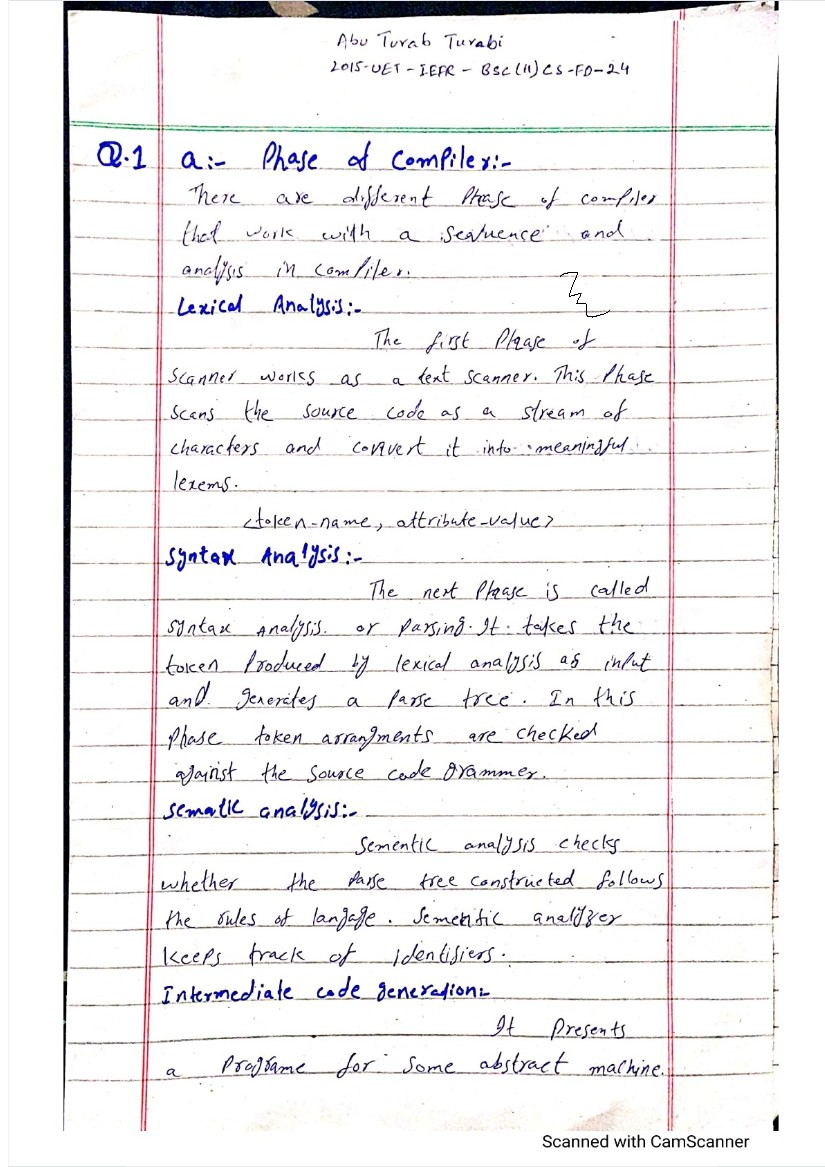 Abu Turab Turabi
2015-UET-IEFR-BSC(11)CS-FD-24
Q.1 a:- Phase of Compiler:-
There are different Phase of compiler
that work with a sequence and
analysis in compiler.
Lexical Analysis:-
The first Phase of
scanner works as a text scanner. This Phase
scans the source code as a stream of
characters and convert it into meaningful
lexems.
<token-name, attribute-value>
Syntax Analysis:-
The next Phase is called
syntax analysis or parsing. It takes the
token Produced by lexical analysis as input
and generates a Parse tree. In this
Phase token arrangments are checked
against the source code Grammer.
Sematic analysis:-
Sementic analysis checks
whether the Parse tree constructed follows
the rules of langage. Sementic analyzer
keeps track of identifiers.
Intermediate code generation:-
It Presents
a Programe for some abstract machine.
Scanned with CamScanner